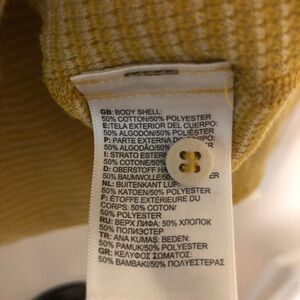 GB: BODY SHELL:
50% COTTON/50% POLYESTER
E:TELA EXTERIOR DEL CUERPO:
50% ALGODÓN/50% POLIÉSTER
P: PARTE EXTERNA DO CORPO:
50% ALGODÃO/50%
I: STRATO ESTERN
50% COTONE/50%
D: OBERSTOFF
50% BAUMWOLLE/50%
NL: BUITENKANT LIJF:
50% KATOEN/50% POLYESTER
F: ÉTOFFE EXTÉRIEURE DU
CORPS: 50% COTON/
50% POLYESTER
RU: ВЕРХ ЛИФА: 50% ХЛОПОК
50% ПОЛИЭСТЕР
TR: ANA KUMAŞ: BEDEN:
50% PAMUK/50% POLYESTER
GR: ΚΕΛΥΦΟΣ ΣΩΜΑΤΟΣ:
50% ΒΑΜΒΑΚΙ/50% ΠΟΛΥΕΣΤΕΡΑΣ